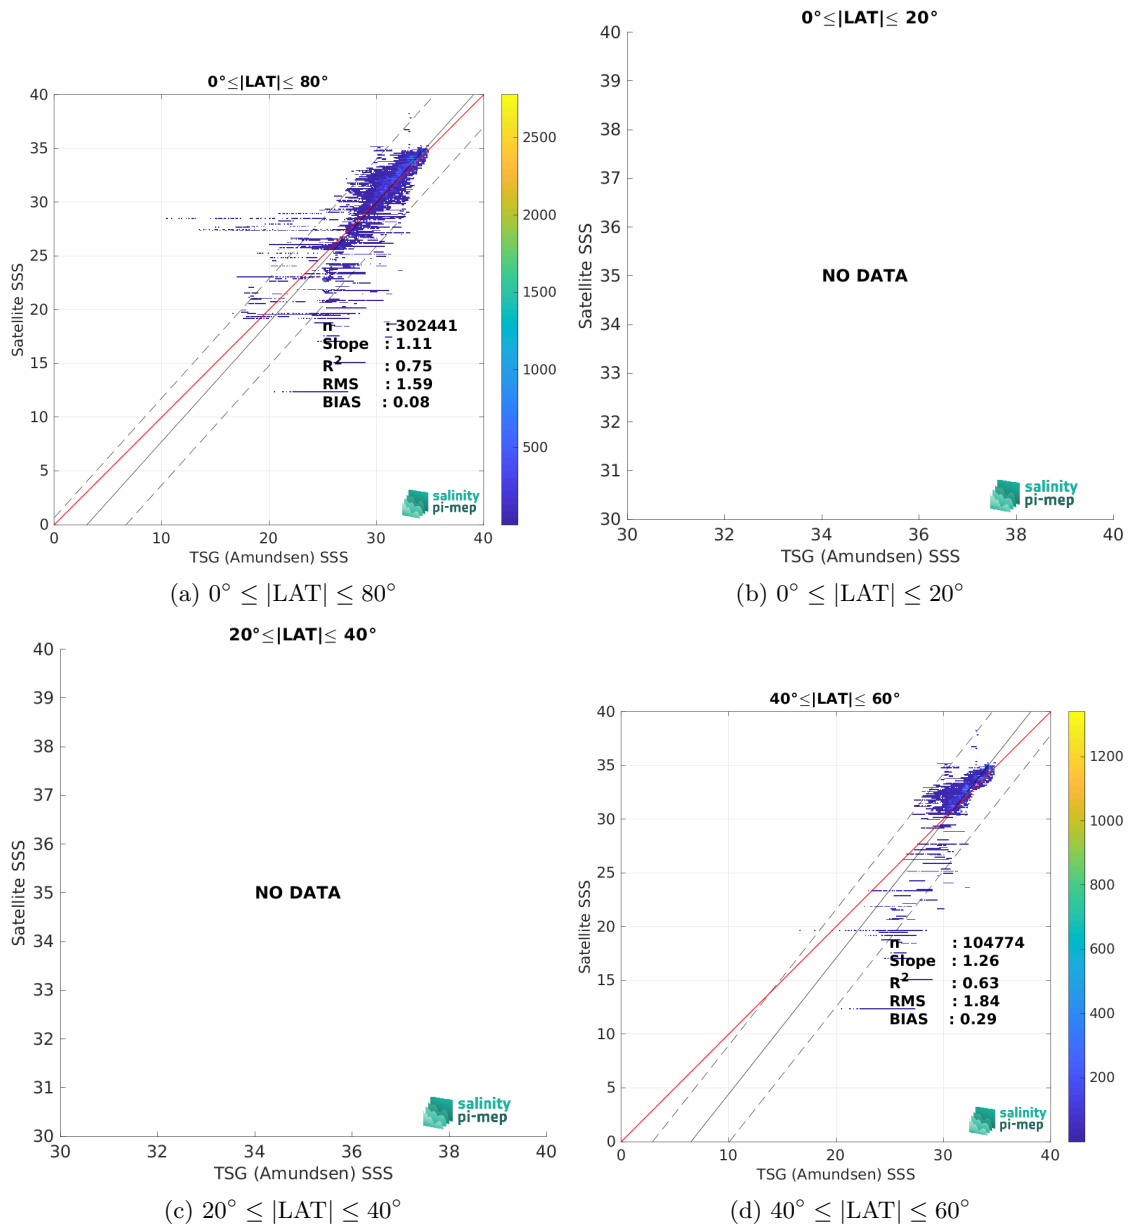 0°≤|LAT|≤ 80°
40
35
30
25
20
15
10
5
0
Satellite SSS
n : 302441
Slope : 1.11
R2 : 0.75
RMS : 1.59
BIAS : 0.08
salinity
pi-mep
0 10 20 30 40
TSG (Amundsen) SSS
2500
2000
1500
1000
500
(a) 0° ≤ |LAT| ≤ 80°
0°≤|LAT|≤ 20°
40
39
38
37
36
35
34
33
32
31
30
Satellite SSS
NO DATA
salinity
pi-mep
30 32 34 36 38 40
TSG (Amundsen) SSS
(b) 0° ≤ |LAT| ≤ 20°
20°≤|LAT|≤ 40°
40
39
38
37
36
35
34
33
32
31
30
Satellite SSS
NO DATA
salinity
pi-mep
30 32 34 36 38 40
TSG (Amundsen) SSS
(c) 20° ≤ |LAT| ≤ 40°
40°≤|LAT|≤ 60°
40
35
30
25
20
15
10
5
0
Satellite SSS
n : 104774
Slope : 1.26
R2 : 0.63
RMS : 1.84
BIAS : 0.29
salinity
pi-mep
0 10 20 30 40
TSG (Amundsen) SSS
1200
1000
800
600
400
200
(d) 40° ≤ |LAT| ≤ 60°